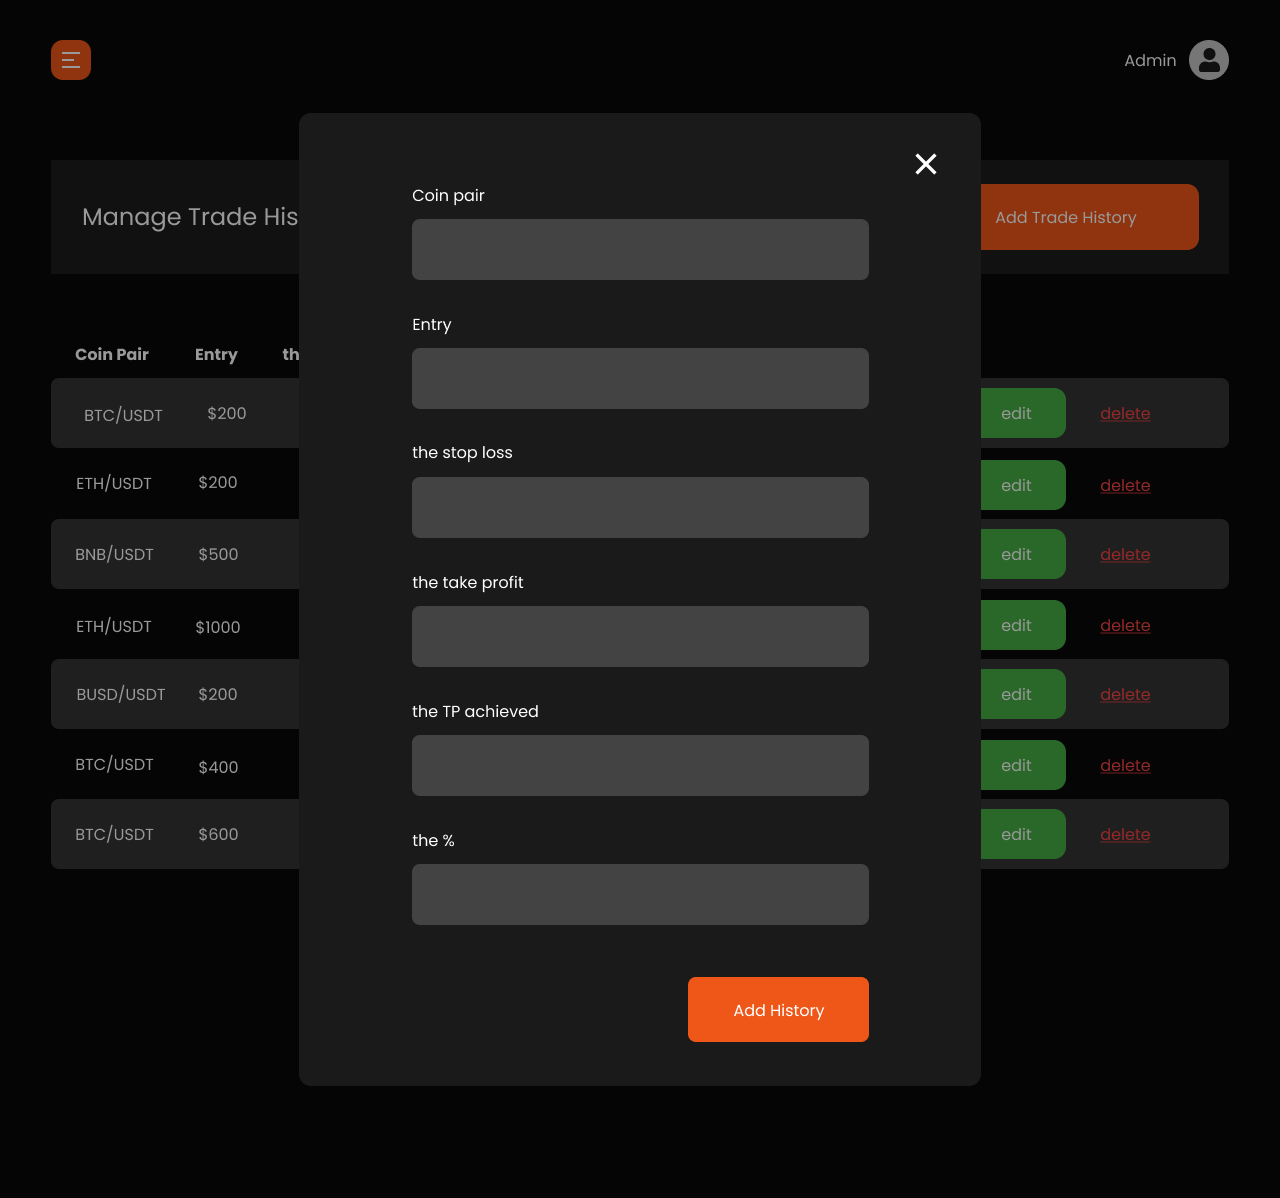 Admin
Manage Trade His
Add Trade History
Coin pair
Entry
the stop loss
the take profit
the TP achieved
the %
Add History
Coin Pair Entry th
BTC/USDT $200 edit delete
ETH/USDT $200 edit delete
BNB/USDT $500 edit delete
ETH/USDT $1000 edit delete
BUSD/USDT $200 edit delete
BTC/USDT $400 edit delete
BTC/USDT $600 edit delete